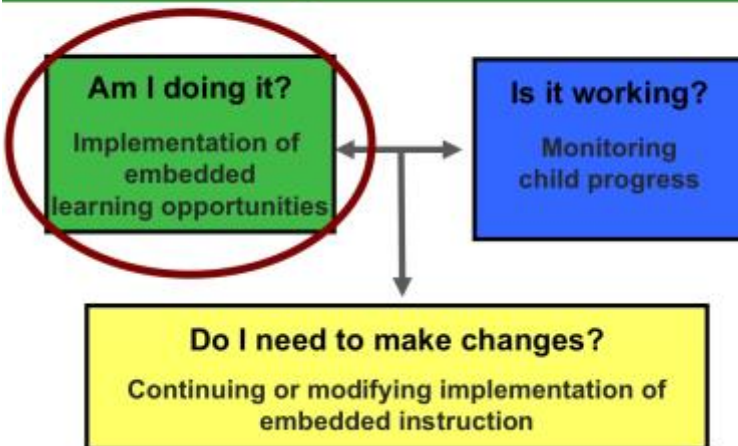 Am I doing it?
Implementation of
embedded
learning opportunities
Is it working?
Monitoring
child progress
Do I need to make changes?
Continuing or modifying implementation of
embedded instruction